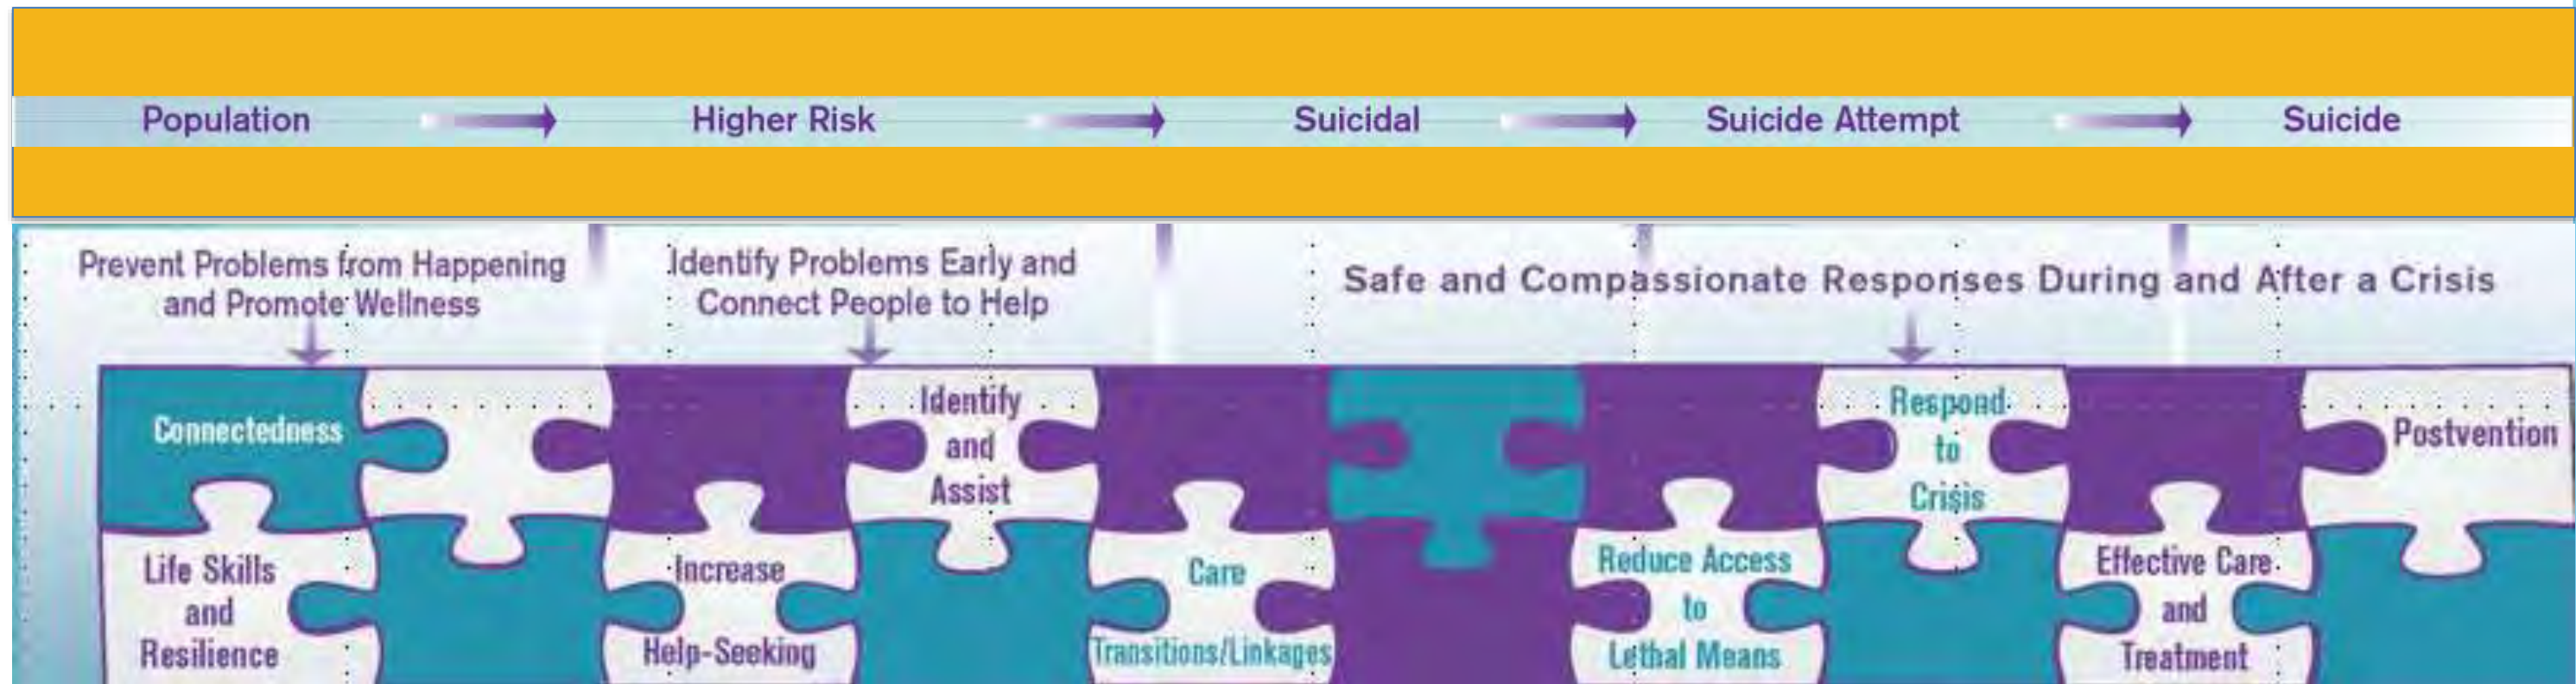 Population
Higher Risk
Suicidal
Suicide Attempt
Suicide
Prevent Problems from Happening
and Promote Wellness
Identify Problems Early and
Connect People to Help
Safe and Compassionate Responses During and After a Crisis
Connectedness
Identify
and
Assist
Respond
to
Crisis
Postvention
Life Skills
and
Resilience
Increase
Help-Seeking
Care
Transitions/Linkages
Reduce Access
to
Lethal Means
Effective Care
and
Treatment